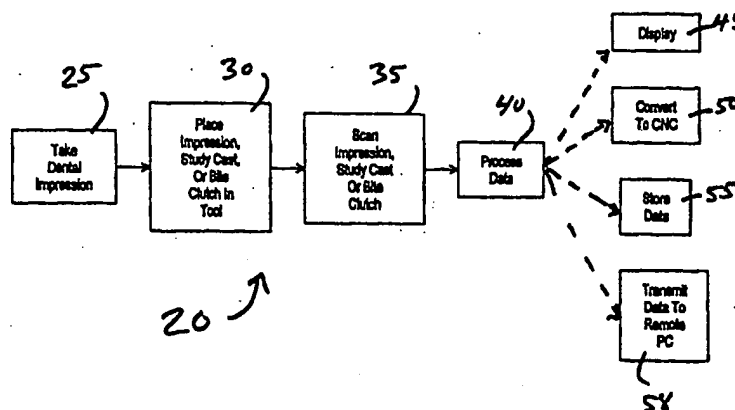 25
Take
Dental
Impression
30
Place
Impression,
Study Cast,
Or Bite
Clutch In
Tool
35
Scan
Impression,
Study Cast
Or Bite
Clutch
40
Process
Data
Display
45
Convert
To CNC
50
Store
Data
55
Transmit
Data To
Remote
PC
58
20